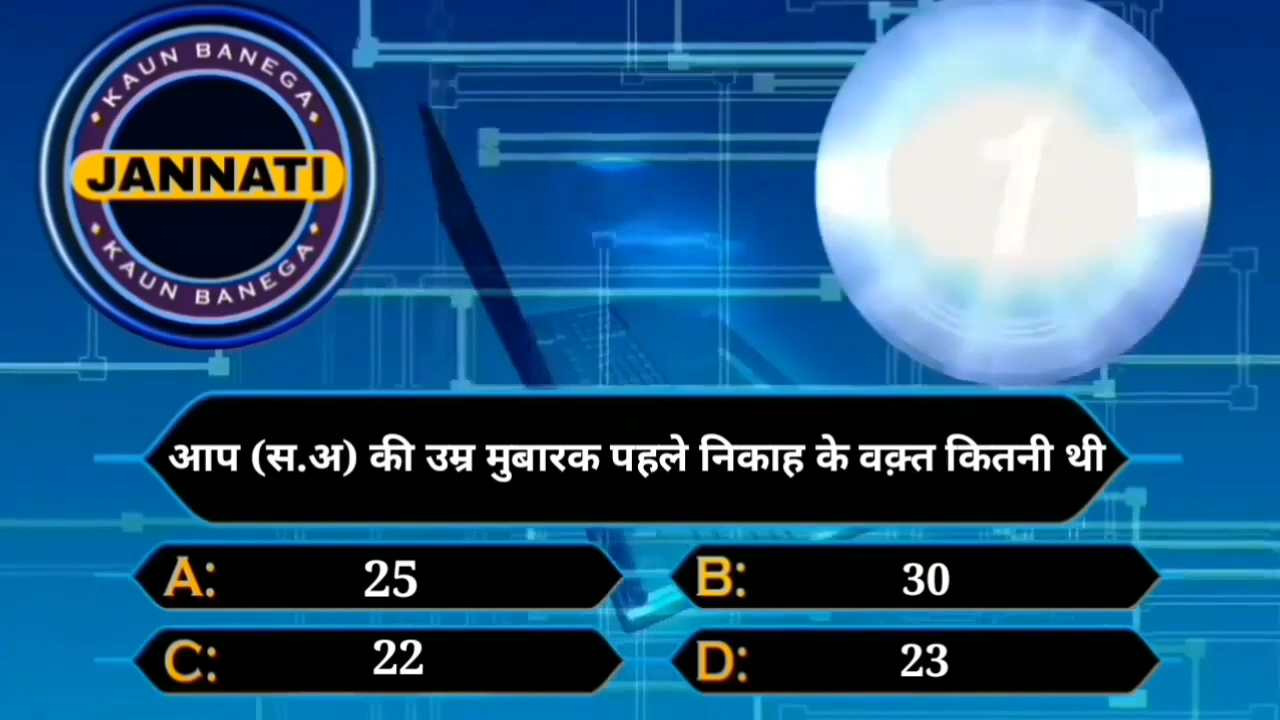 KAUN BANEGA
JANNATI
KAUN BANEGA
1
आप (स.अ) की उम्र मुबारक पहले निकाह के वक़्त कितनी थी
A: 25
B: 30
C: 22
D: 23